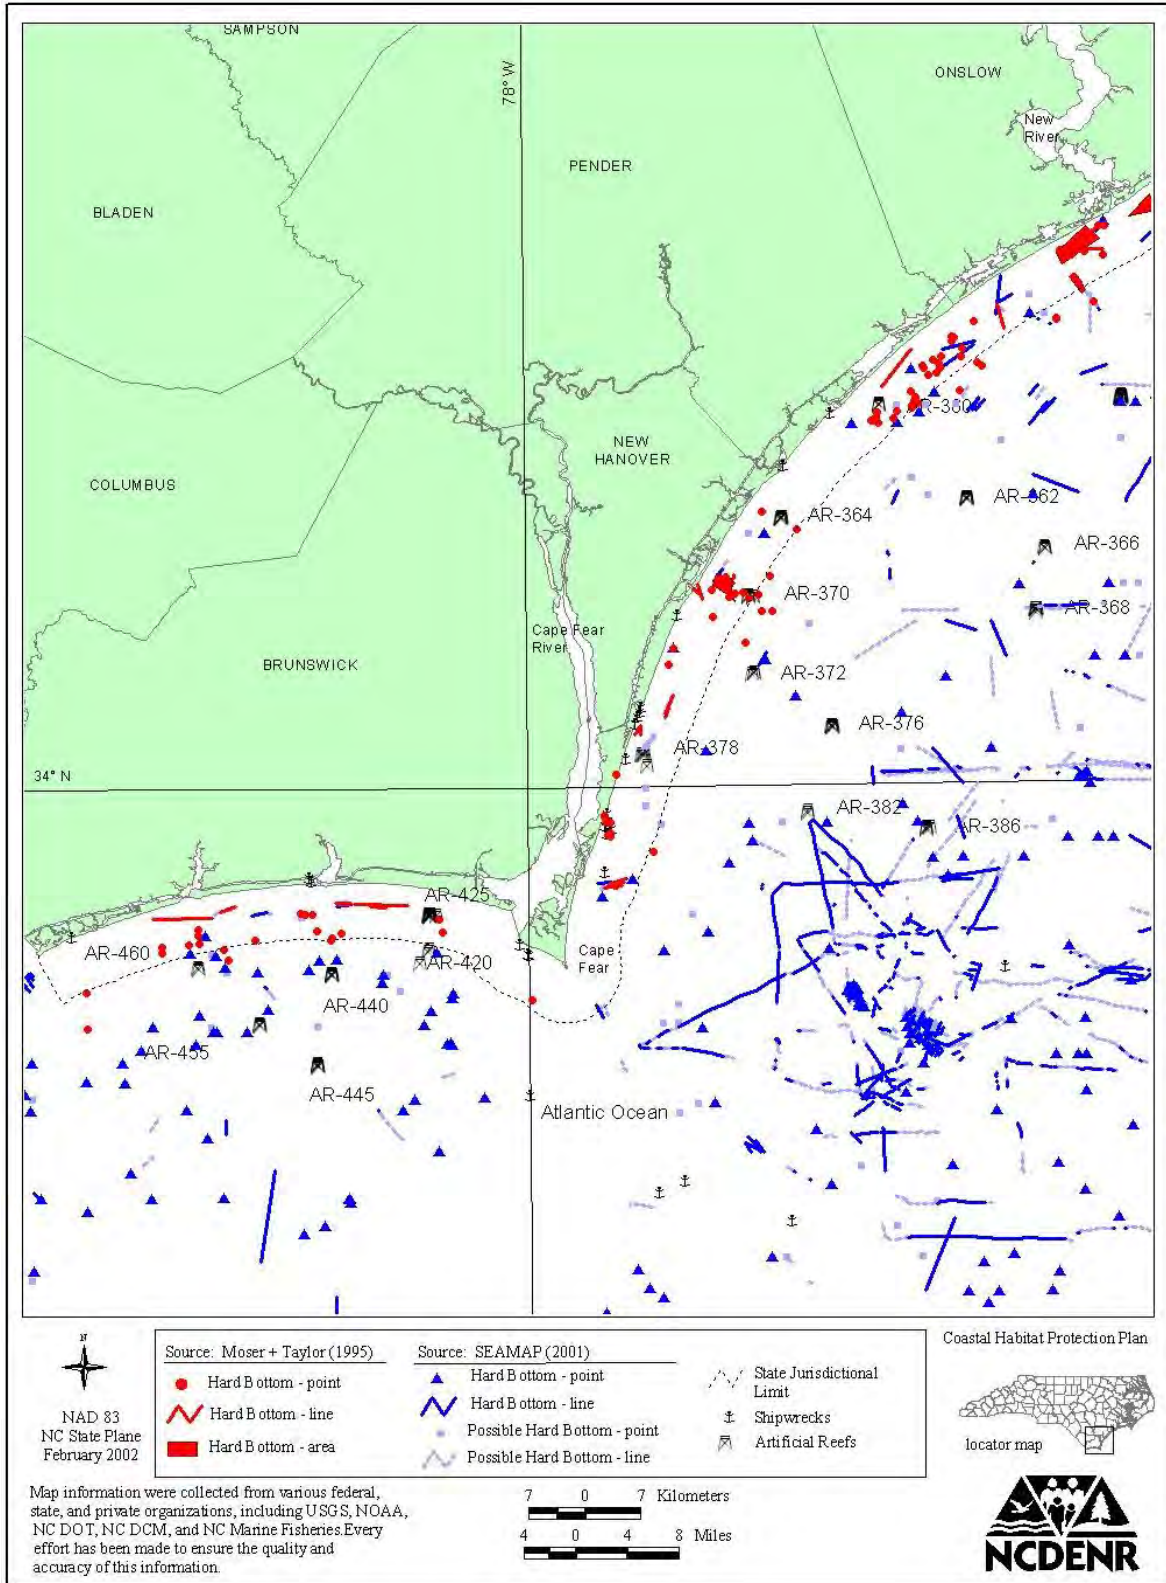 SAMPSON
78° W
ONSLOW
New
River
PENDER
BLADEN
AR-360
NEW
HANOVER
COLUMBUS
AR-362
AR-364
AR-366
AR-370
AR-368
Cape Fear
River
BRUNSWICK
AR-372
AR-376
AR-378
34° N
AR-382
AR-386
AR-425
Cape
Fear
AR-460
AR-420
AR-440
AR-455
AR-445
Atlantic Ocean
N
NAD 83
NC State Plane
February 2002
Source: Moser + Taylor (1995)
Hard Bottom - point
Hard Bottom - line
Hard Bottom - area
Source: SEAMAP (2001)
Hard Bottom - point
Hard Bottom - line
Possible Hard Bottom - point
Possible Hard Bottom - line
State Jurisdictional
Limit
Shipwrecks
Artificial Reefs
Coastal Habitat Protection Plan
locator map
Map information were collected from various federal,
state, and private organizations, including USGS, NOAA,
NC DOT, NC DCM, and NC Marine Fisheries.Every
effort has been made to ensure the quality and
accuracy of this information.
7 0 7 Kilometers
4 0 4 8 Miles
NCDENR